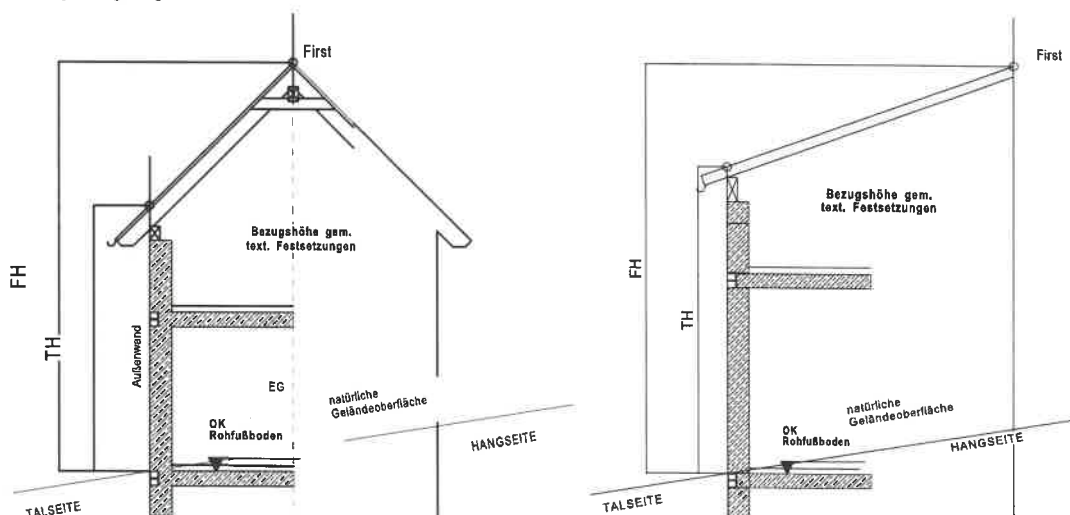 First
Bezugshöhe gem.
text. Festsetzungen
FH
TH
Außenwand
EG
natürliche
Geländeoberfläche
OK
Rohfußboden
HANGSEITE
TALSEITE
First
Bezugshöhe gem.
text. Festsetzungen
FH
TH
natürliche
Geländeoberfläche
OK
Rohfußboden
HANGSEITE
TALSEITE